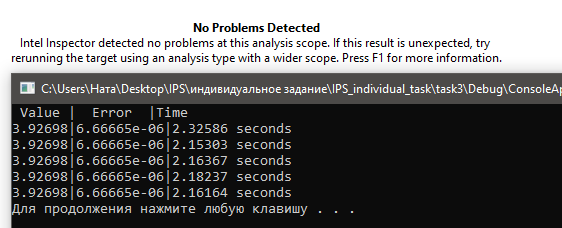 No Problems Detected
Intel Inspector detected no problems at this analysis scope. If this result is unexpected, try
rerunning the target using an analysis type with a wider scope. Press F1 for more information.
C:\Users\Ната\Desktop\IPS\индивидуальное задание\IPS_individual_task\task3\Debug\ConsoleAp
Value | Error |Time
3.92698|6.66665e-06|2.32586 seconds
3.92698|6.66665e-06|2.15303 seconds
3.92698|6.66665e-06|2.16367 seconds
3.92698|6.66665e-06|2.18237 seconds
3.92698|6.66665e-06|2.16164 seconds
Для продолжения нажмите любую клавишу . . .